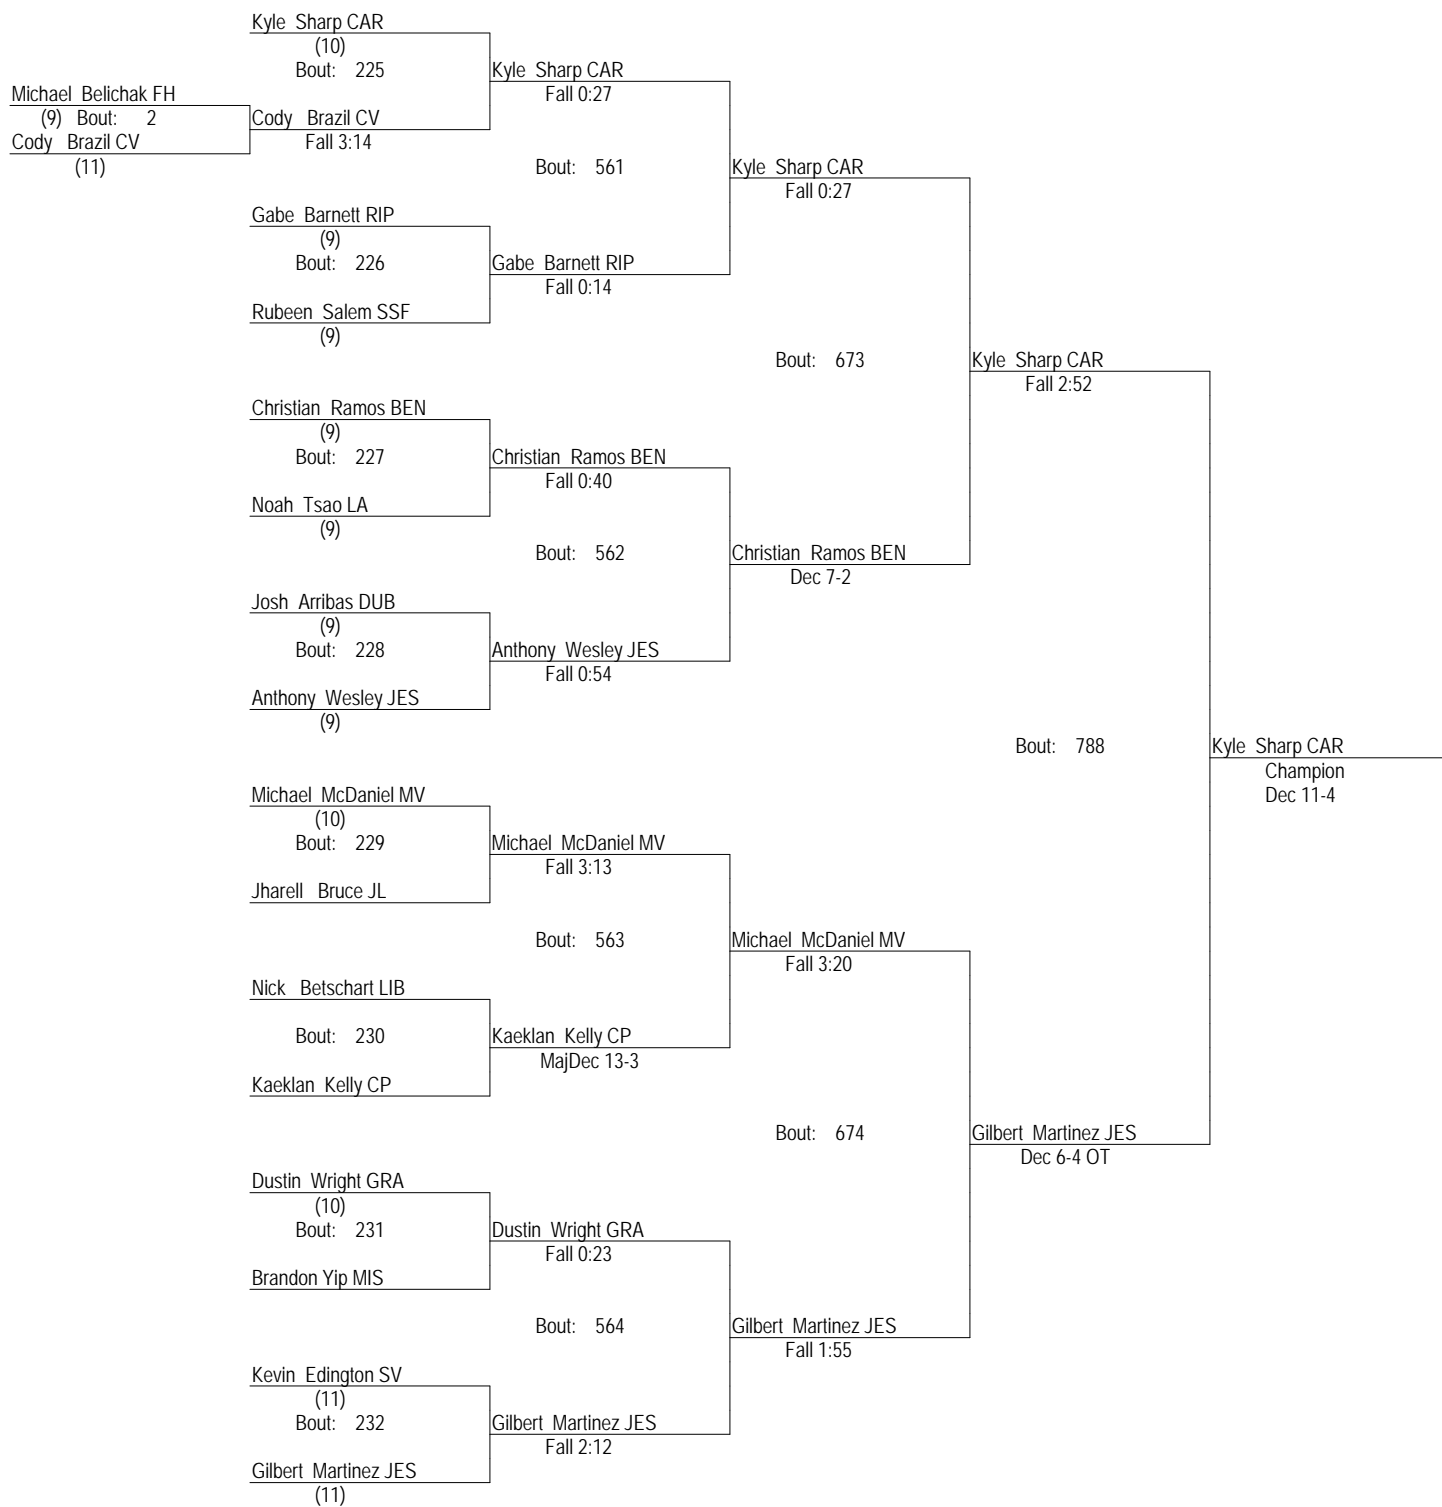 Kyle Sharp CAR
(10)
Bout: 225
Kyle Sharp CAR
Fall 0:27
Michael Belichak FH
(9) Bout: 2
Cody Brazil CV
Fall 3:14
Cody Brazil CV
(11)
Bout: 561
Kyle Sharp CAR
Fall 0:27
Gabe Barnett RIP
(9)
Bout: 226
Gabe Barnett RIP
Fall 0:14
Rubeen Salem SSF
(9)
Bout: 673
Kyle Sharp CAR
Fall 2:52
Christian Ramos BEN
(9)
Bout: 227
Christian Ramos BEN
Fall 0:40
Noah Tsao LA
(9)
Bout: 562
Christian Ramos BEN
Dec 7-2
Josh Arribas DUB
(9)
Bout: 228
Anthony Wesley JES
Fall 0:54
Anthony Wesley JES
(9)
Bout: 788
Kyle Sharp CAR
Champion
Dec 11-4
Michael McDaniel MV
(10)
Bout: 229
Michael McDaniel MV
Fall 3:13
Jharell Bruce JL
Bout: 563
Michael McDaniel MV
Fall 3:20
Nick Betschart LIB
Bout: 230
Kaeklan Kelly CP
MajDec 13-3
Kaeklan Kelly CP
Bout: 674
Gilbert Martinez JES
Dec 6-4 OT
Dustin Wright GRA
(10)
Bout: 231
Dustin Wright GRA
Fall 0:23
Brandon Yip MIS
Bout: 564
Gilbert Martinez JES
Fall 1:55
Kevin Edington SV
(11)
Bout: 232
Gilbert Martinez JES
Fall 2:12
Gilbert Martinez JES
(11)